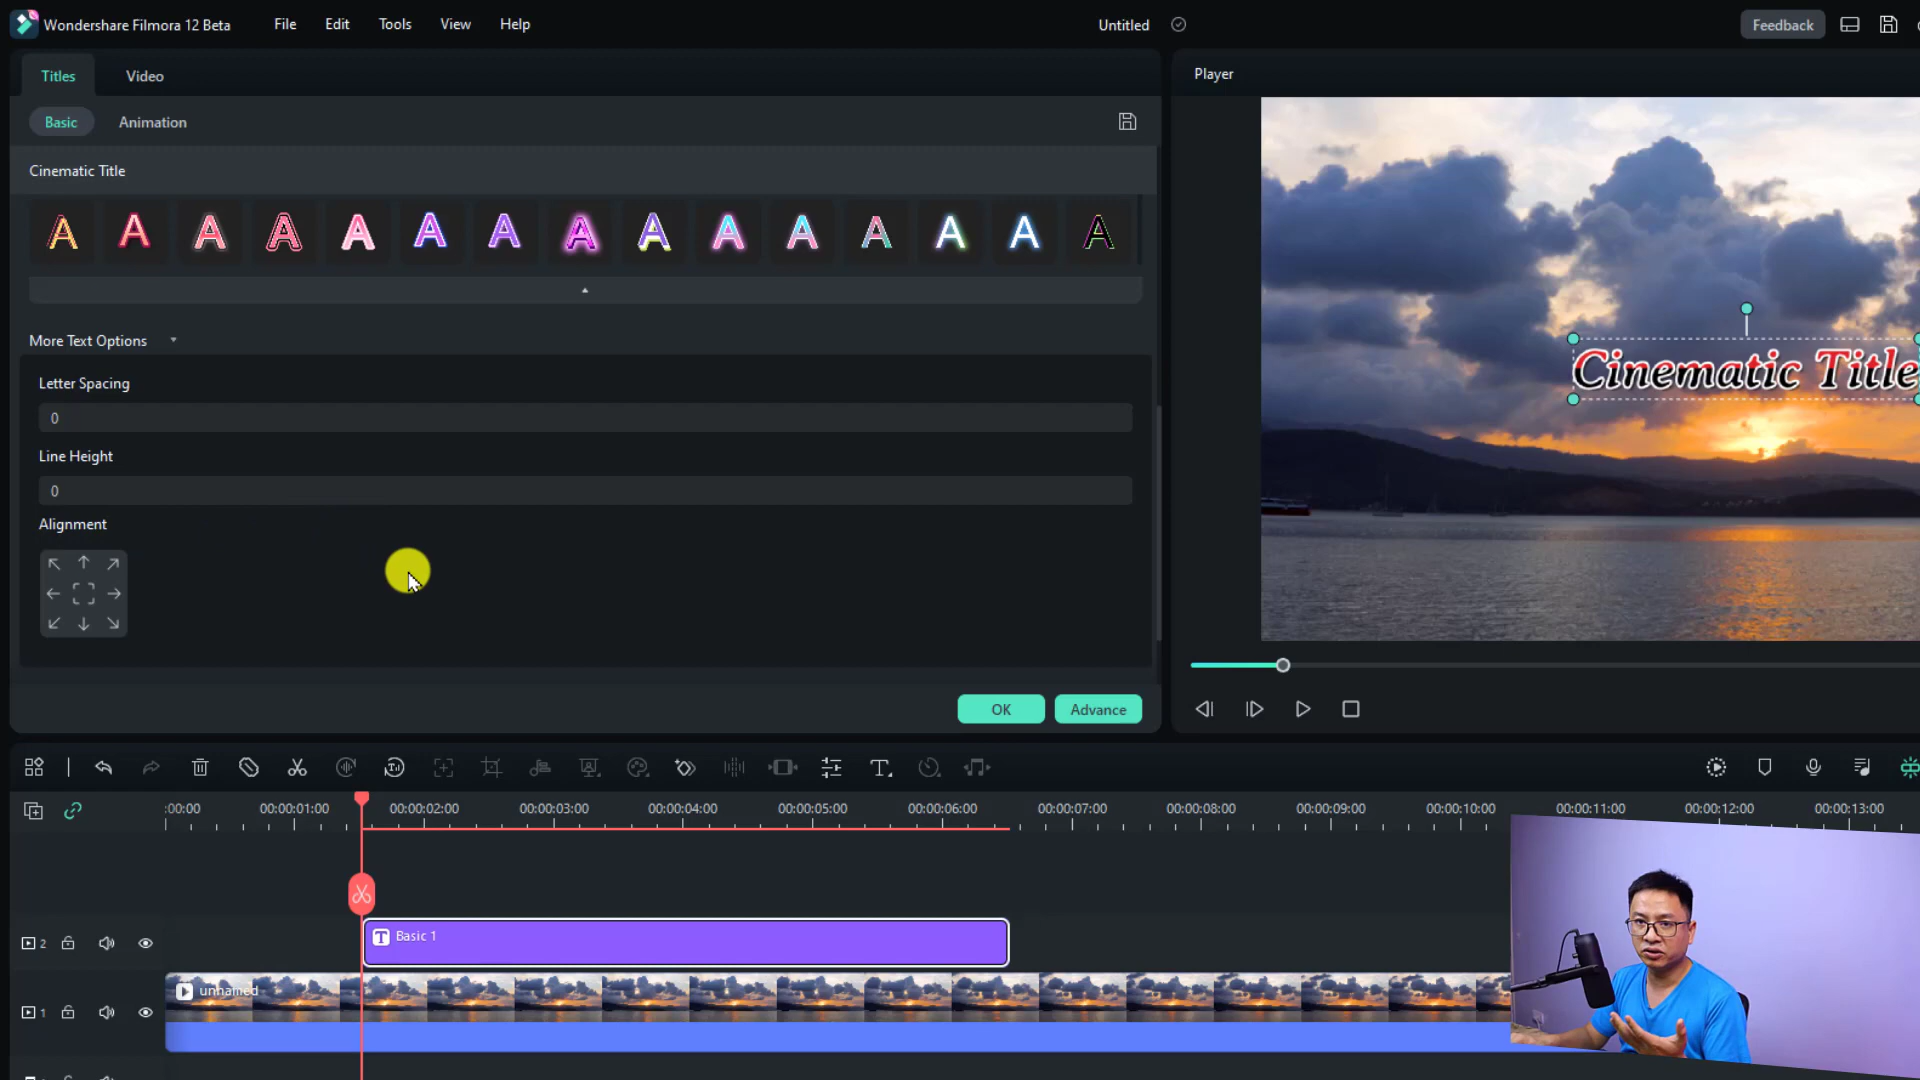 Wondershare Filmora 12 Beta
File
Edit
Tools
View
Help
Untitled
Feedback
Titles
Video
Player
Basic
Animation
Cinematic Title
A A A A A A A A A A A A A A A
Cinematic Title
More Text Options
Letter Spacing
0
Line Height
0
Alignment
OK
Advance
:00:00
00:00:01:00
00:00:02:00
00:00:03:00
00:00:04:00
00:00:05:00
00:00:06:00
00:00:07:00
00:00:08:00
00:00:09:00
00:00:10:00
00:00:11:00
00:00:12:00
00:00:13:00
2
T Basic 1
1
unnamed